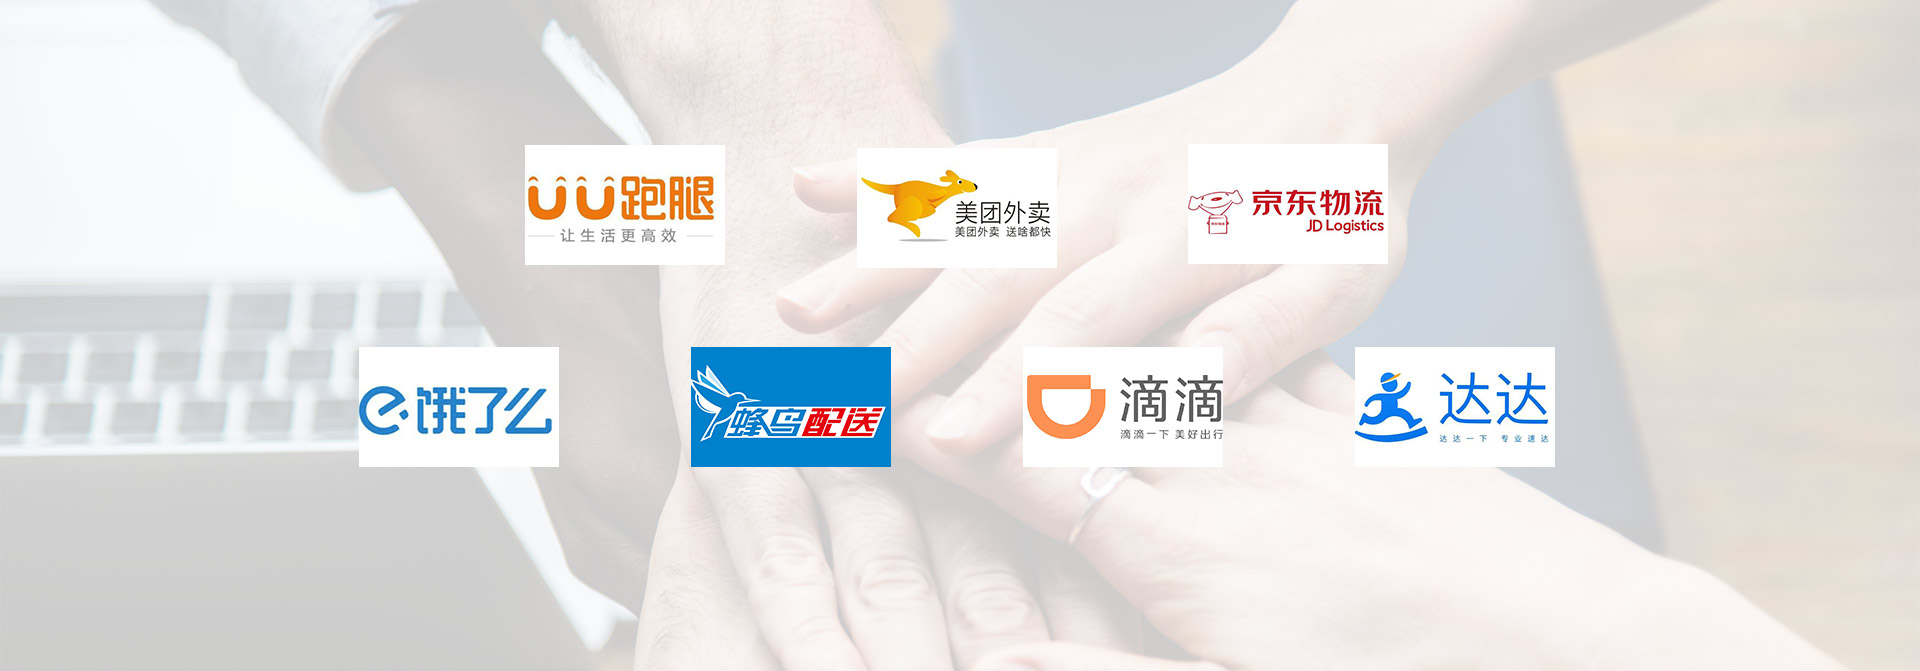 UU跑腿
让生活更高效
美团外卖
美团外卖 送啥都快
京东物流
JD Logistics
e饿了么
蜂鸟配送
滴滴
滴滴一下 美好出行
达达
达达一下 专业速达